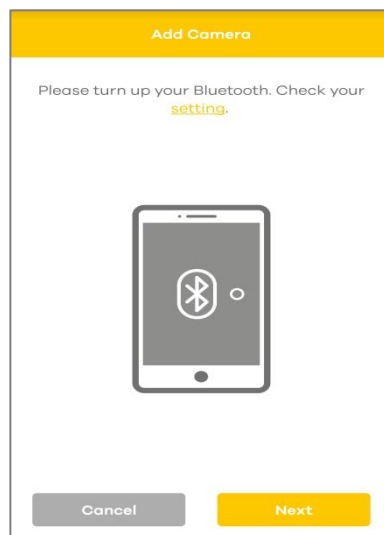 Add Camera
Please turn up your Bluetooth. Check your
setting.
Cancel
Next